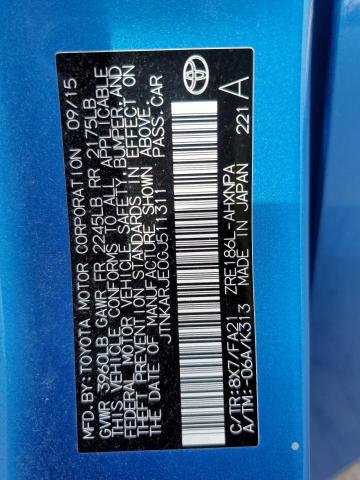 MFD. BY: TOYOTA MOTOR CORPORATION 09/15
GVWR 3960LB GAWR FR 2245LB RR 2175LB
THIS VEHICLE CONFORMS TO ALL APPLICABLE
FEDERAL MOTOR VEHICLE SAFETY, BUMPER, AND
THEFT PREVENTION STANDARDS IN EFFECT ON
THE DATE OF MANUFACTURE SHOWN ABOVE.
JTNKARJE0GJ511311 PASS. CAR
C/TR: 8X7/FA21 ZRE186L-AHXNPA
A/TM: -06A/K313 MADE IN JAPAN 221 A
TOYOTA